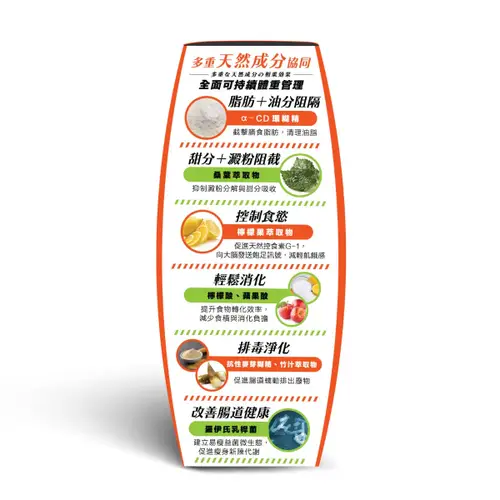 多重天然成分協同
多重な天然成分の相乘効果
全面可持續體重管理
脂肪＋油分阻隔
α－CD環糊精
截擊膳食脂肪，清理油脂
甜分＋澱粉阻截
桑葉萃取物
抑制澱粉分解與甜分吸收
控制食慾
檸檬果萃取物
促進天然控食素G-1，
向大腦發送飽足訊號，減輕飢餓感
輕鬆消化
檸檬酸、蘋果酸
提升食物轉化效率，
減少食積與消化負擔
排毒淨化
抗性麥芽糊精、竹汁萃取物
促進腸道蠕動排出廢物
改善腸道健康
羅伊氏乳桿菌
建立易瘦益菌微生態，
促進瘦身新陳代謝